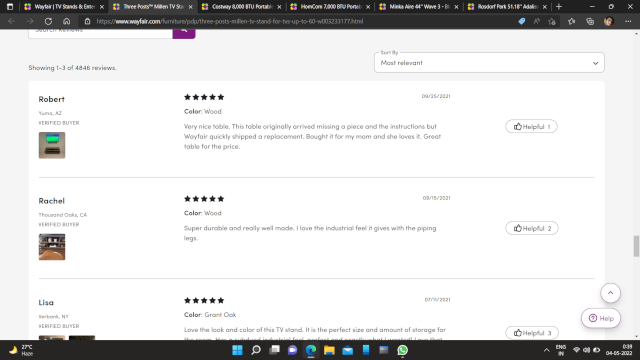 Wayfair | TV Stands & Enter
Three Posts™ Millen TV Stan
Costway 8,000 BTU Portable
HomCom 7,000 BTU Portab
Minka Aire 44" Wave 3 - Bl
Rosdorf Park 51.18" Adalis
https://www.wayfair.com/furniture/pdp/three-posts-millen-tv-stand-for-tvs-up-to-60-w003233177.html
Search Reviews
Showing 1-3 of 4846 reviews.
Sort By
Most relevant
Robert
Yuma, AZ
VERIFIED BUYER
09/25/2021
Color: Wood
Very nice table. This table originally arrived missing a piece and the instructions but
Wayfair quickly shipped a replacement. Bought it for my mom and she loves it. Great
table for the price.
Helpful 1
Rachel
Thousand Oaks, CA
VERIFIED BUYER
09/15/2021
Color: Wood
Super durable and really well made. I love the industrial feel it gives with the piping
legs.
Helpful 2
Lisa
Verbank, NY
VERIFIED BUYER
07/11/2021
Color: Grant Oak
Love the look and color of this TV stand. It is the perfect size and amount of storage for
Helpful 3
Help
27°C
Haze
ENG
IN
0:38
04-05-2022